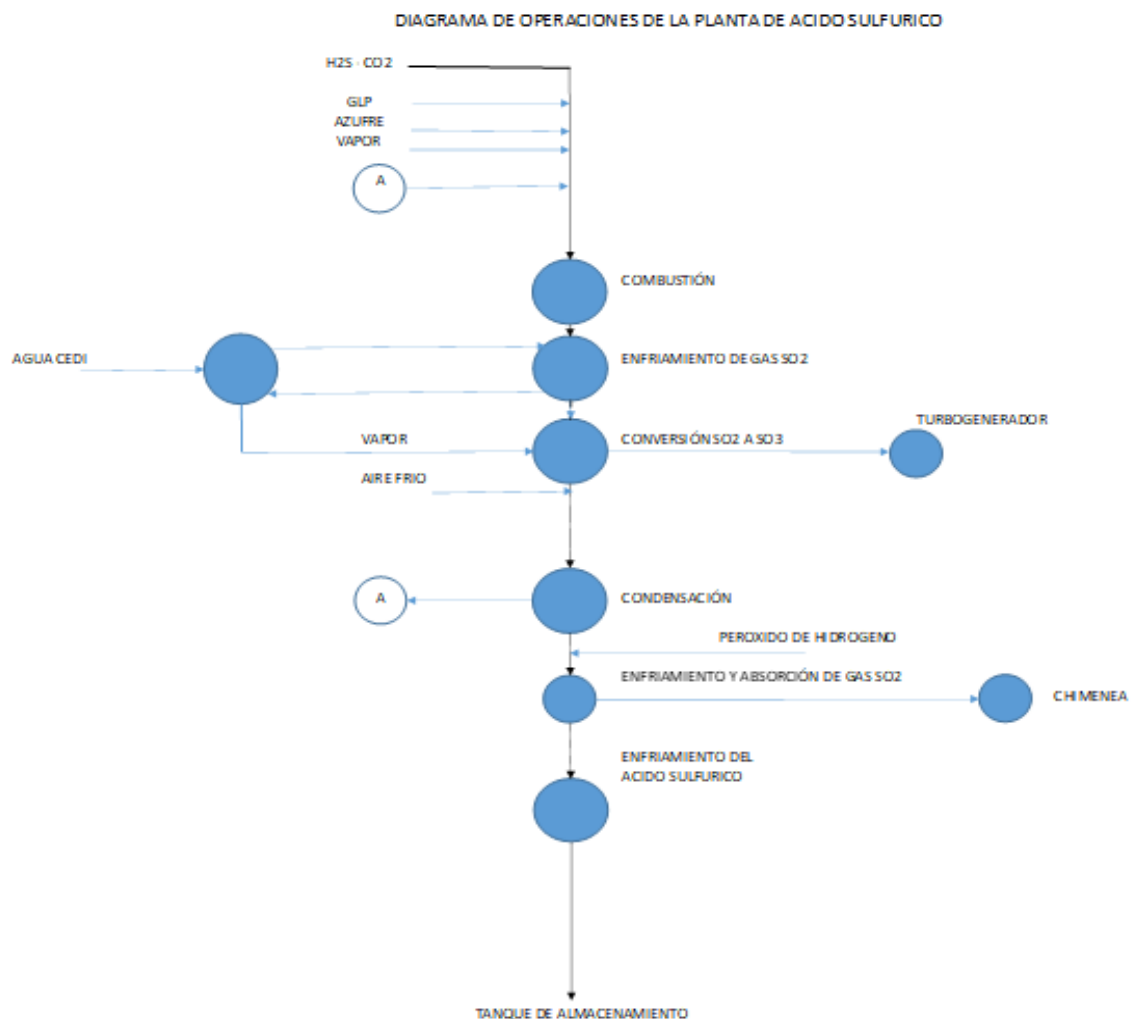 DIAGRAMA DE OPERACIONES DE LA PLANTA DE ACIDO SULFURICO
H2S - CO2
GLP
AZUFRE
VAPOR
A
COMBUSTIÓN
AGUA CEDI
ENFRIAMIENTO DE GAS SO2
TURBOGENERADOR
VAPOR
CONVERSIÓN SO2 A SO3
AIRE FRIO
A
CONDENSACIÓN
PEROXIDO DE HIDROGENO
ENFRIAMIENTO Y ABSORCIÓN DE GAS SO2
CHIMENEA
ENFRIAMIENTO DEL
ACIDO SULFURICO
TANQUE DE ALMACENAMIENTO